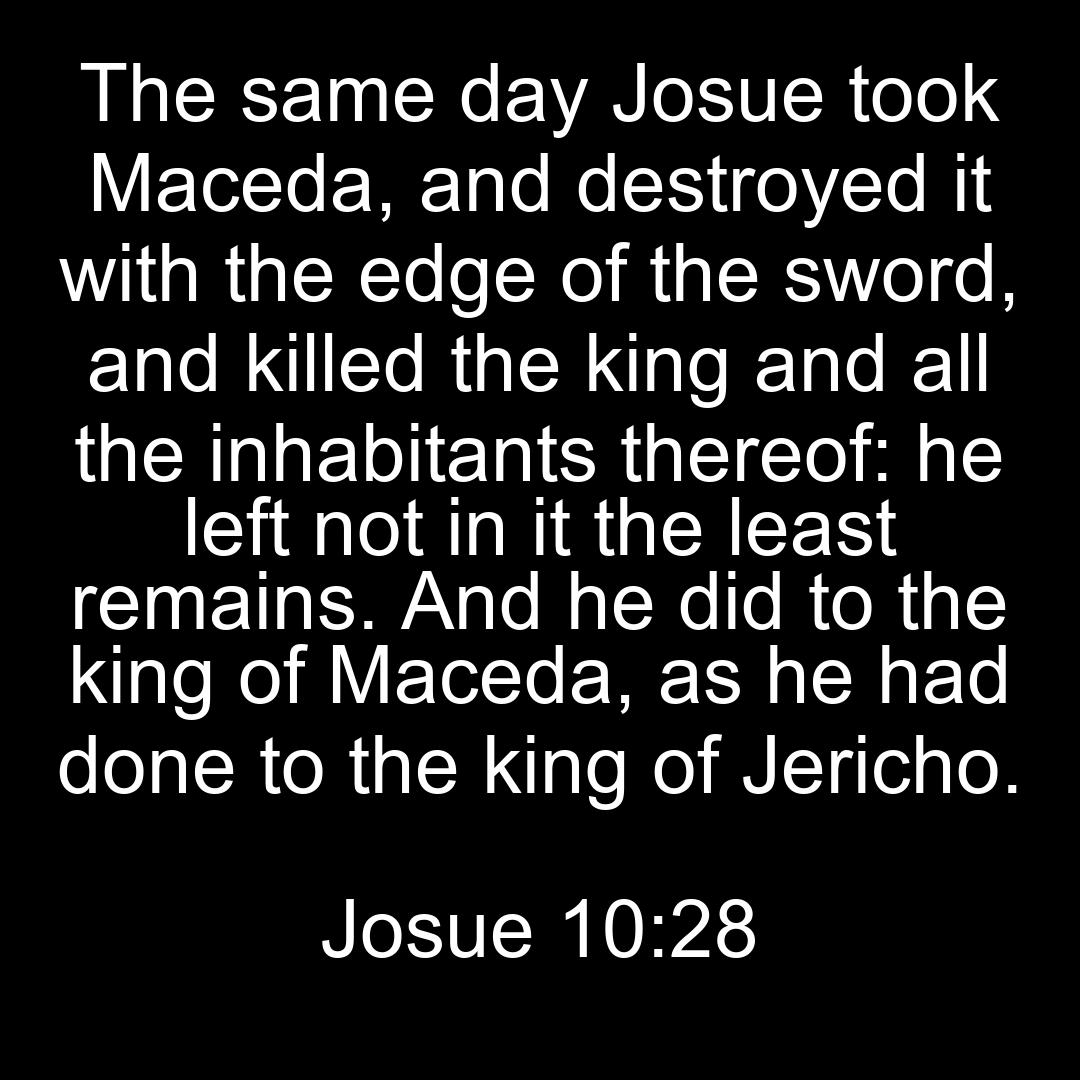 The same day Josue took
Maceda, and destroyed it
with the edge of the sword,
and killed the king and all
the inhabitants thereof: he
left not in it the least
remains. And he did to the
king of Maceda, as he had
done to the king of Jericho.
Josue 10:28